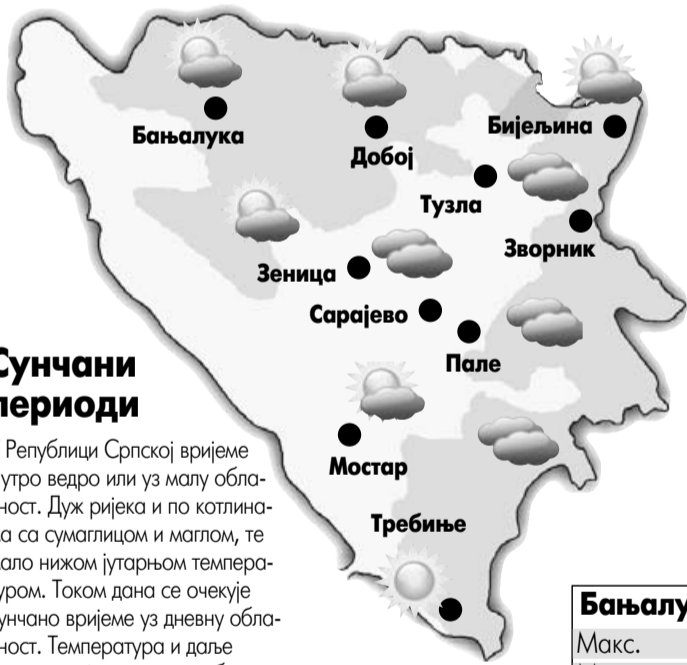 Бањалука
Добој
Бијељина
Тузла
Зворник
Зеница
Сарајево
Пале
Мостар
Требиње
Сунчани
периоди
Републици Српској вријеме
утро ведро или уз малу обла-
ност. Дуж ријека и по котлина-
са сумаглицом и маглом, те
ало нижом јутарњом темпера-
уром. Током дана се очекује
унчано вријеме уз дневну обла-
ност. Температура и даље
Бањалу
Макс.